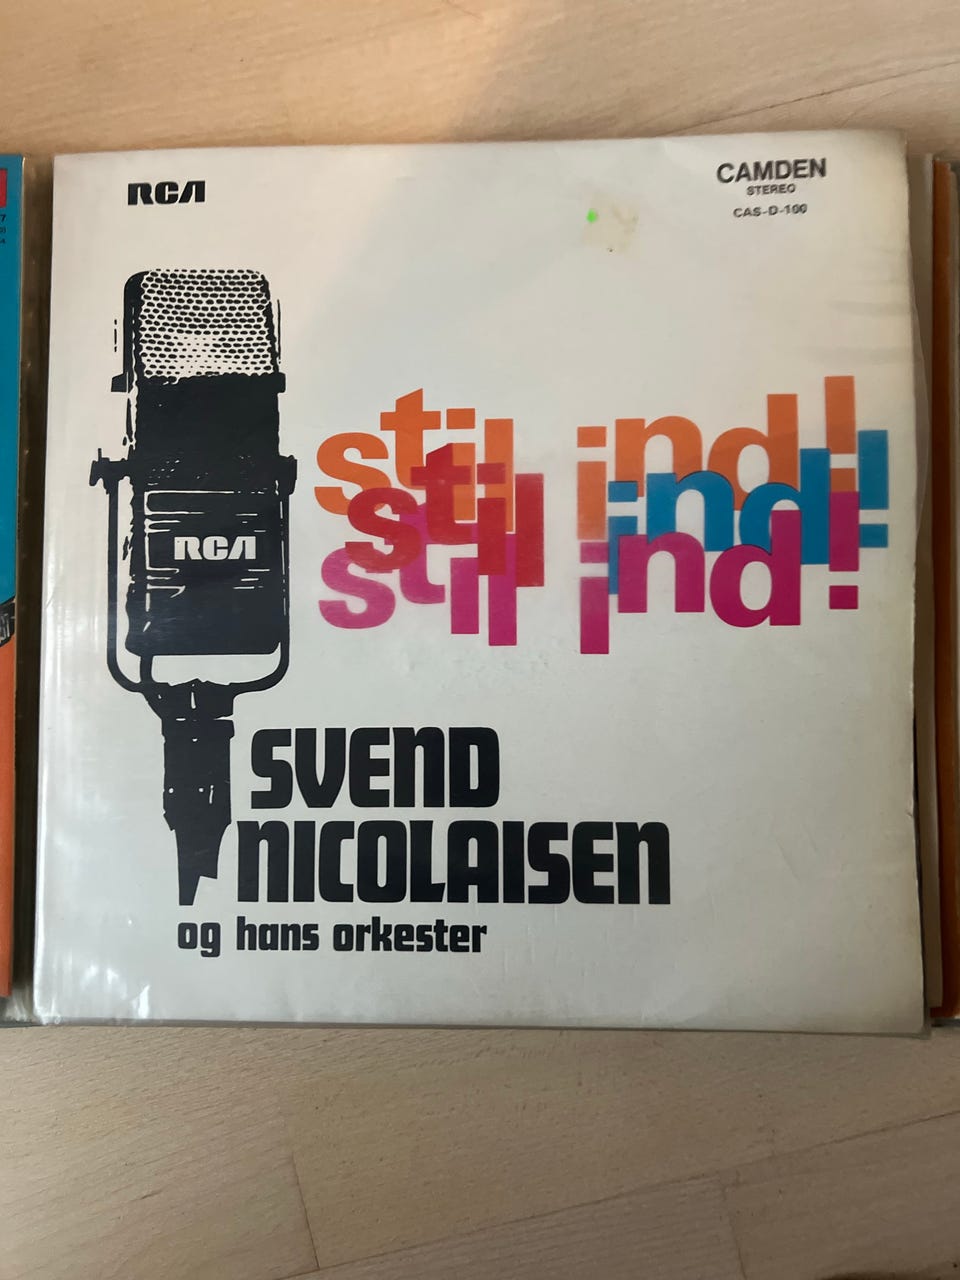 RCA
CAMDEN
STEREO
CAS-D-100
stil ind!
stil ind!
stil ind!
RCA
SVEND
NICOLAISEN
og hans orkester